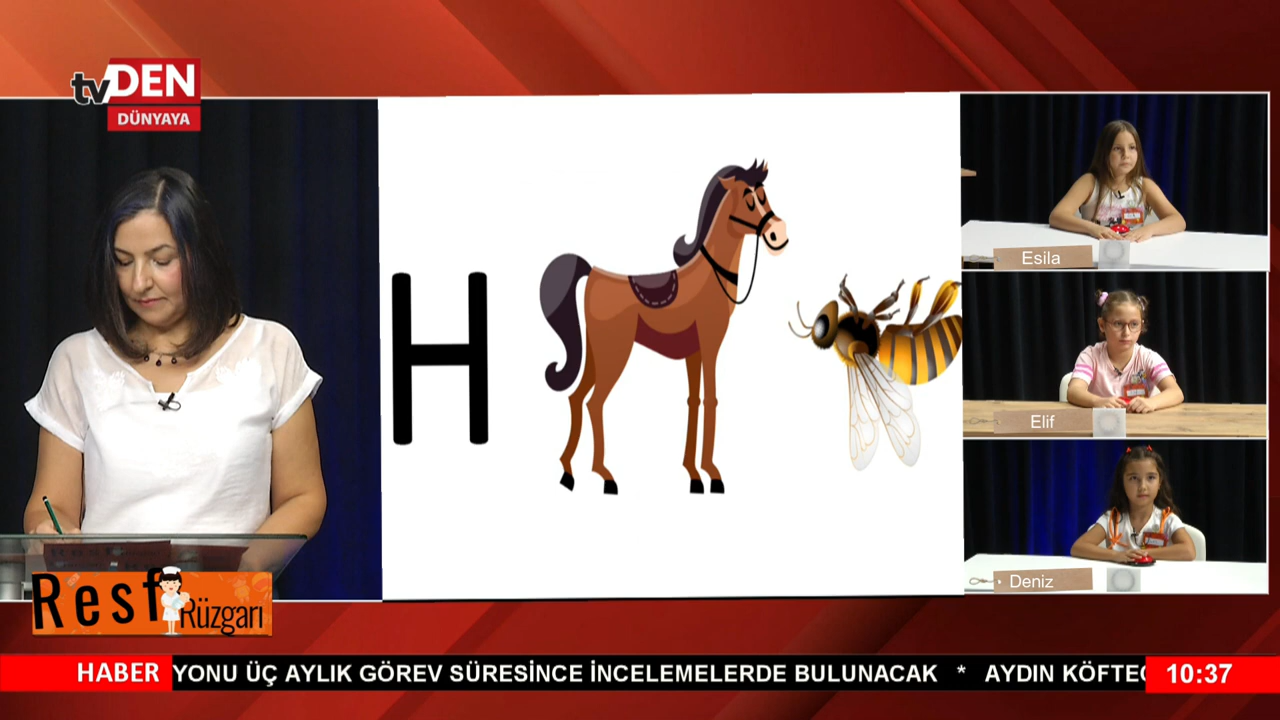 tvDEN
DÜNYAYA
H
Esila
Elif
Deniz
Resf
Rüzgarı
HABER
YONU ÜÇ AYLIK GÖREV SÜRESİNCE İNCELEMELERDE BULUNACAK * AYDIN KÖFTEC
10:37